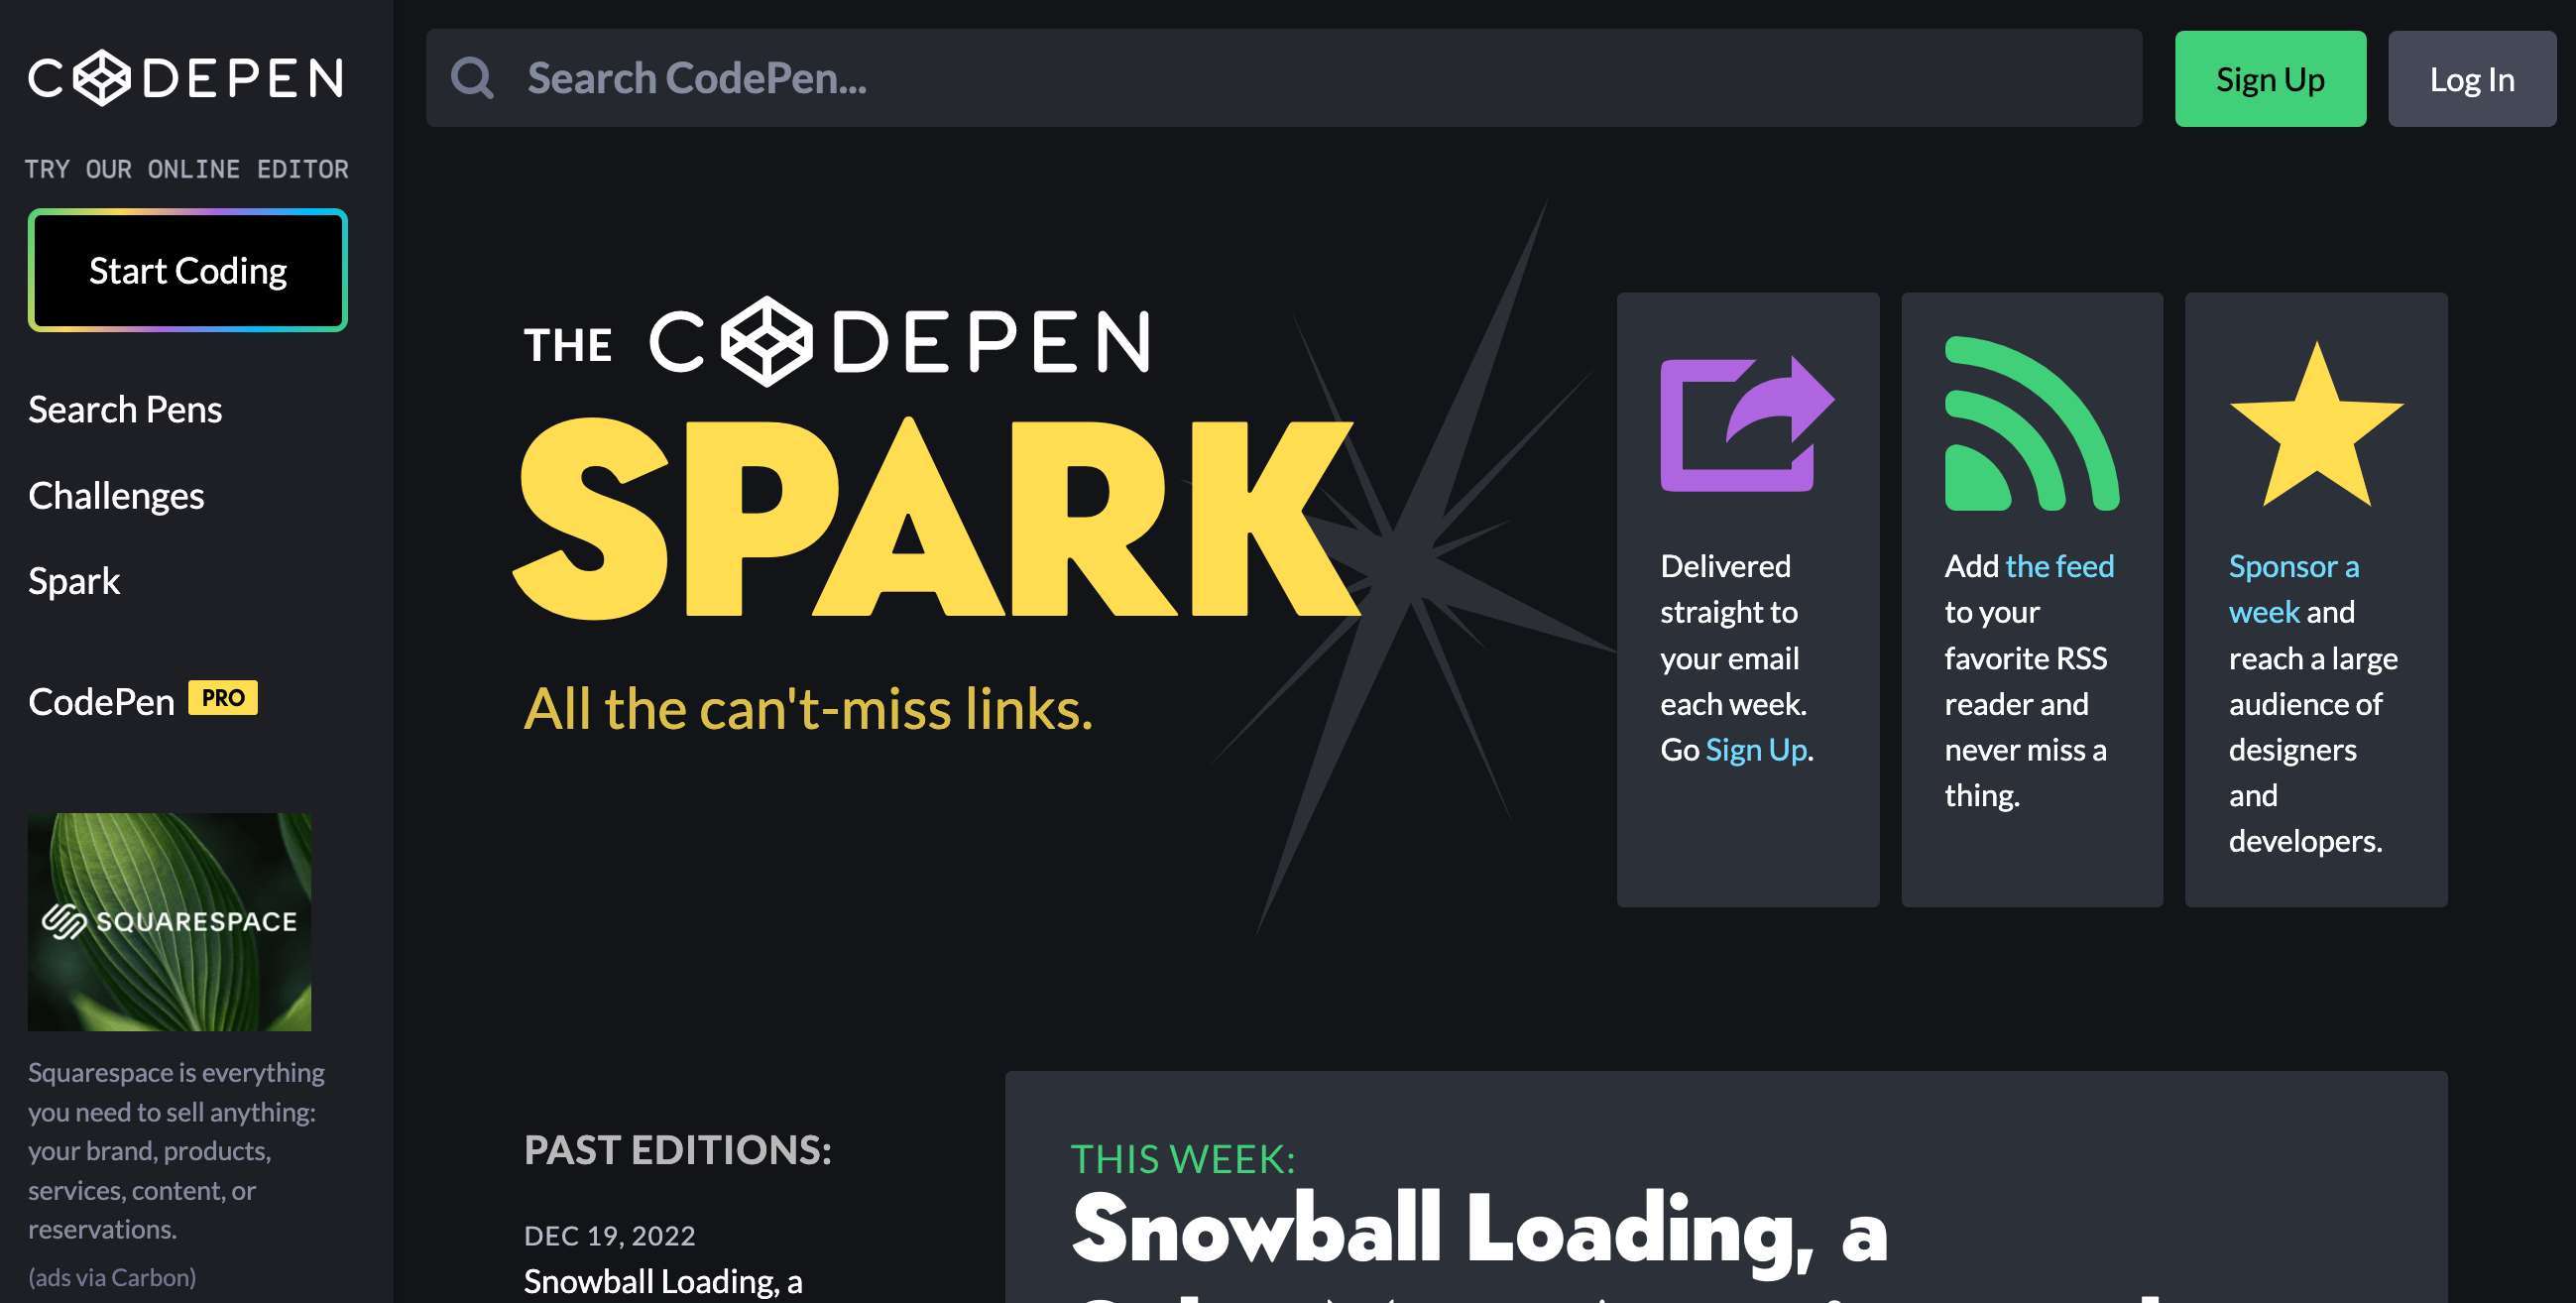 CODEPEN
TRY OUR ONLINE EDITOR
Start Coding
Search Pens
Challenges
Spark
CodePen PRO
SQUARESPACE
Squarespace is everything
you need to sell anything:
your brand, products,
services, content, or
reservations.
(ads via Carbon)
Search CodePen...
Sign Up
Log In
THE CODEPEN
SPARK
All the can't-miss links.
Delivered
straight to
your email
each week.
Go Sign Up.
Add the feed
to your
favorite RSS
reader and
never miss a
thing.
Sponsor a
week and
reach a large
audience of
designers
and
developers.
PAST EDITIONS:
DEC 19, 2022
Snowball Loading, a
THIS WEEK:
Snowball Loading, a